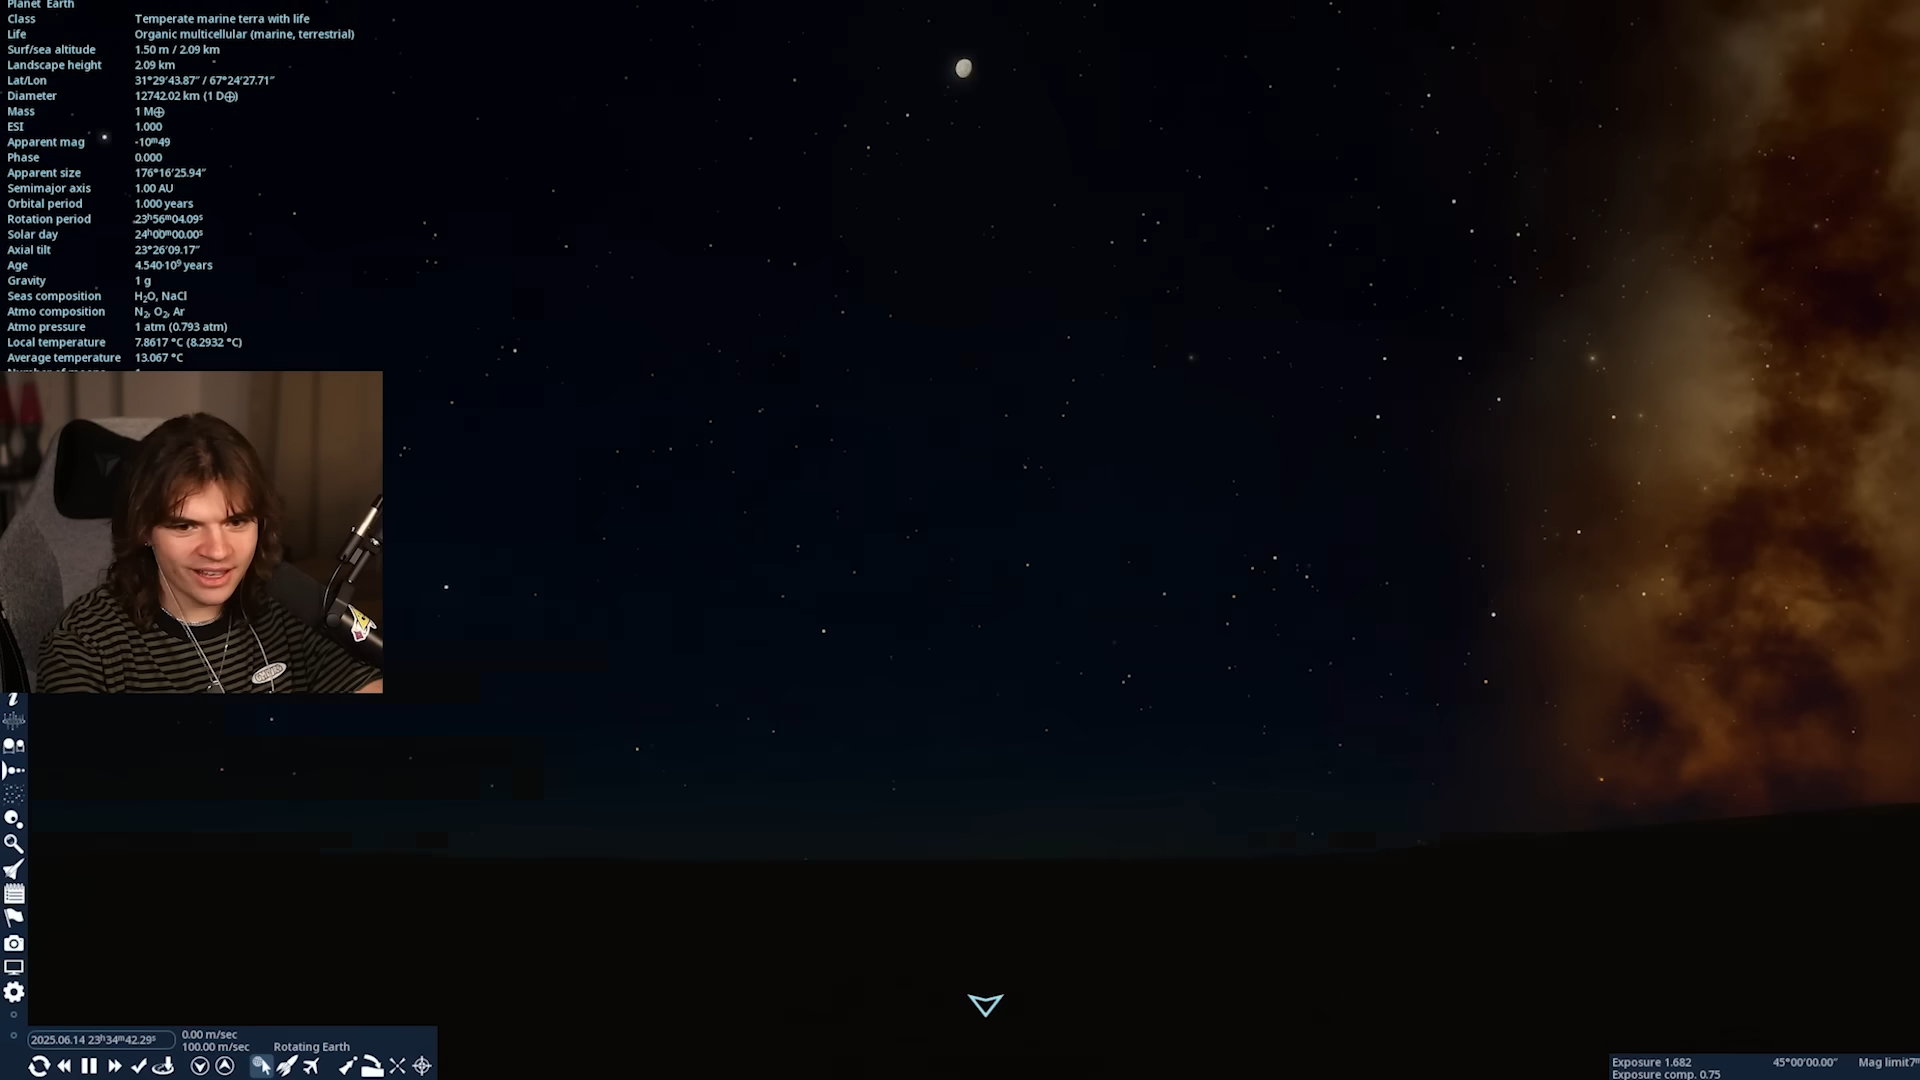 Planet Earth
Class Temperate marine terra with life
Life Organic multicellular (marine, terrestrial)
Surf/sea altitude 1.50 m / 2.09 km
Landscape height 2.09 km
Lat/Lon 31°29′43.87″ / 67°24′27.71″
Diameter 12742.02 km (1 D⊕)
Mass 1 M⊕
ESI 1.000
Apparent mag -10ᵐ49
Phase 0.000
Apparent size 176°16′25.94″
Semimajor axis 1.00 AU
Orbital period 1.000 years
Rotation period 23ʰ56ᵐ04.09ˢ
Solar day 24ʰ00ᵐ00.00ˢ
Axial tilt 23°26′09.17″
Age 4.540·10⁹ years
Gravity 1 g
Seas composition H₂O, NaCl
Atmo composition N₂, O₂, Ar
Atmo pressure 1 atm (0.793 atm)
Local temperature 7.8617 °C (8.2932 °C)
Average temperature 13.067 °C
2025.06.14 23ʰ34ᵐ42.29ˢ
0.00 m/sec
100.00 m/sec
Rotating Earth
Exposure 1.682
Exposure comp. 0.75
45°00′00.00″
Mag limit7ᵐ